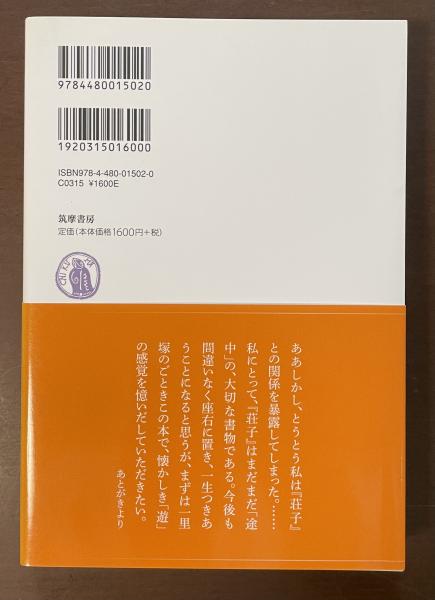 9784480015020
1920315016000
ISBN978-4-480-01502-0
C0315 ¥1600E
筑摩書房
定価(本体価格1600円+税)
CHIKUMA
ああしかし、とうとう私は『荘子』
との関係を暴露してしまった。……
私にとって、『荘子』はまだまだ「途
中」の、大切な書物である。今後も
間違いなく座右に置き、一生つきあ
うことになると思うが、まずは一里
塚のごときこの本で、懐かしき「遊」
の感覚を憶いだしていただきたい。
あとがきより